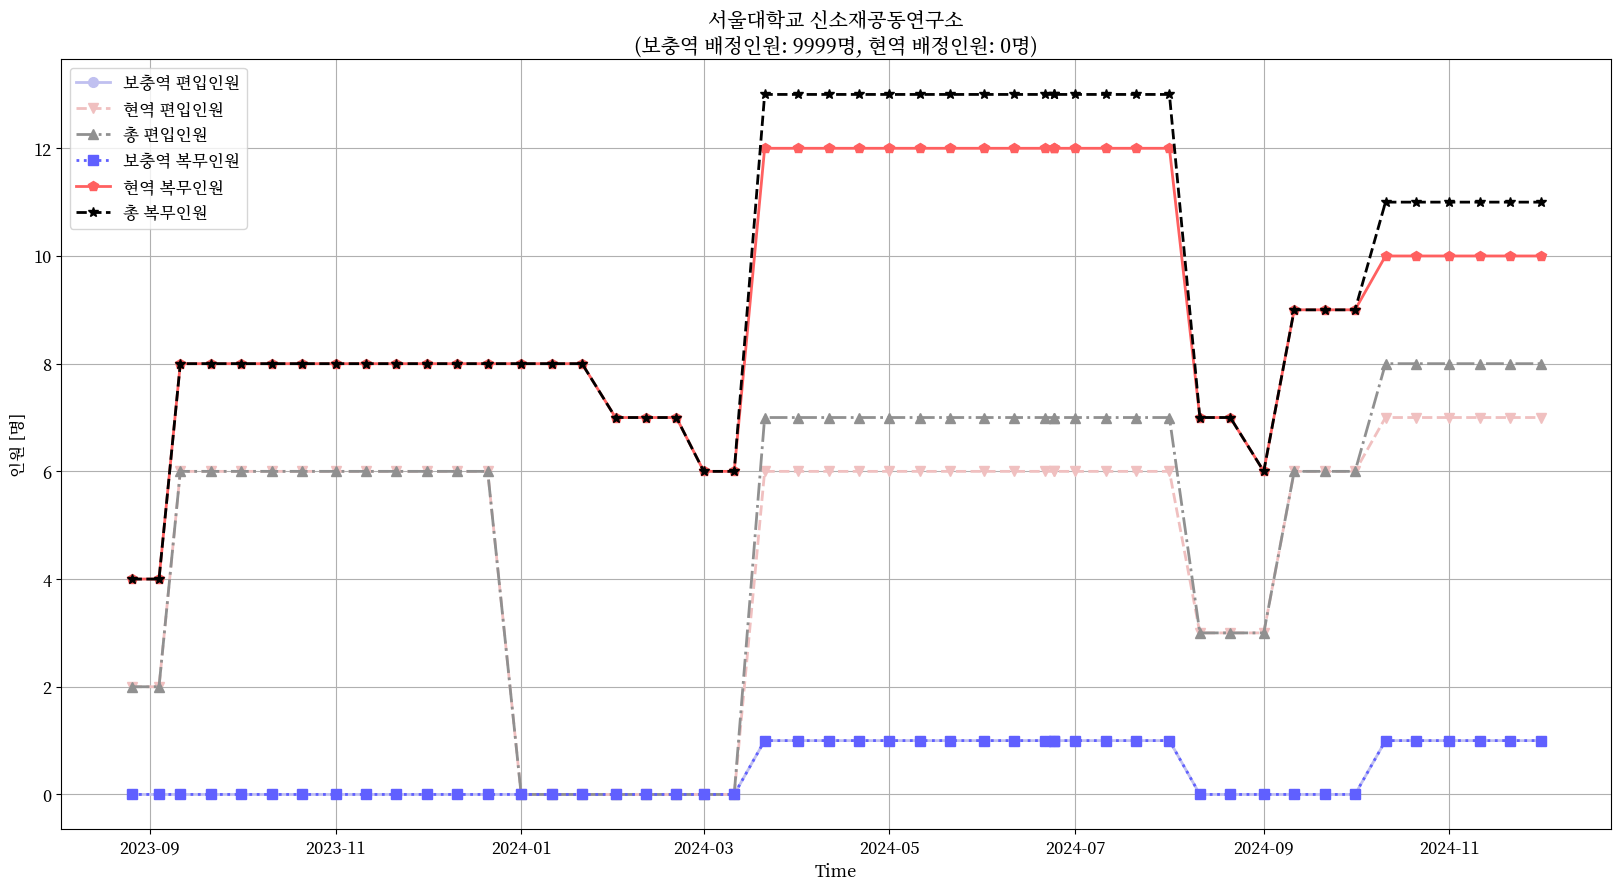 서울대학교 신소재공동연구소
(보충역 배정인원: 9999명, 현역 배정인원: 0명)
보충역 편입인원
현역 편입인원
총 편입인원
보충역 복무인원
현역 복무인원
총 복무인원
인원 [명]
12
10
8
6
4
2
0
2023-09
2023-11
2024-01
2024-03
2024-05
2024-07
2024-09
2024-11
Time